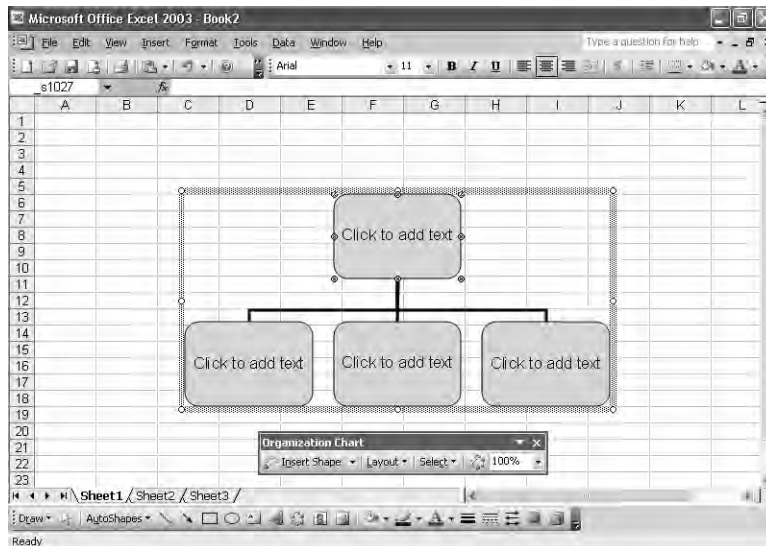 Microsoft Office Excel 2003 - Book2
File Edit View Insert Format Tools Data Window Help Type a question for help
Arial 11 B I U
_s1027 fx
A B C D E F G H I J K L
1
2
3
4
5
6
7
8
9
10
11
12
13
14
15
16
17
18
19
20
21
22
23
Click to add text
Click to add text Click to add text Click to add text
Organization Chart
Insert Shape Layout Select 100%
Sheet1 Sheet2 Sheet3
Draw AutoShapes
Ready